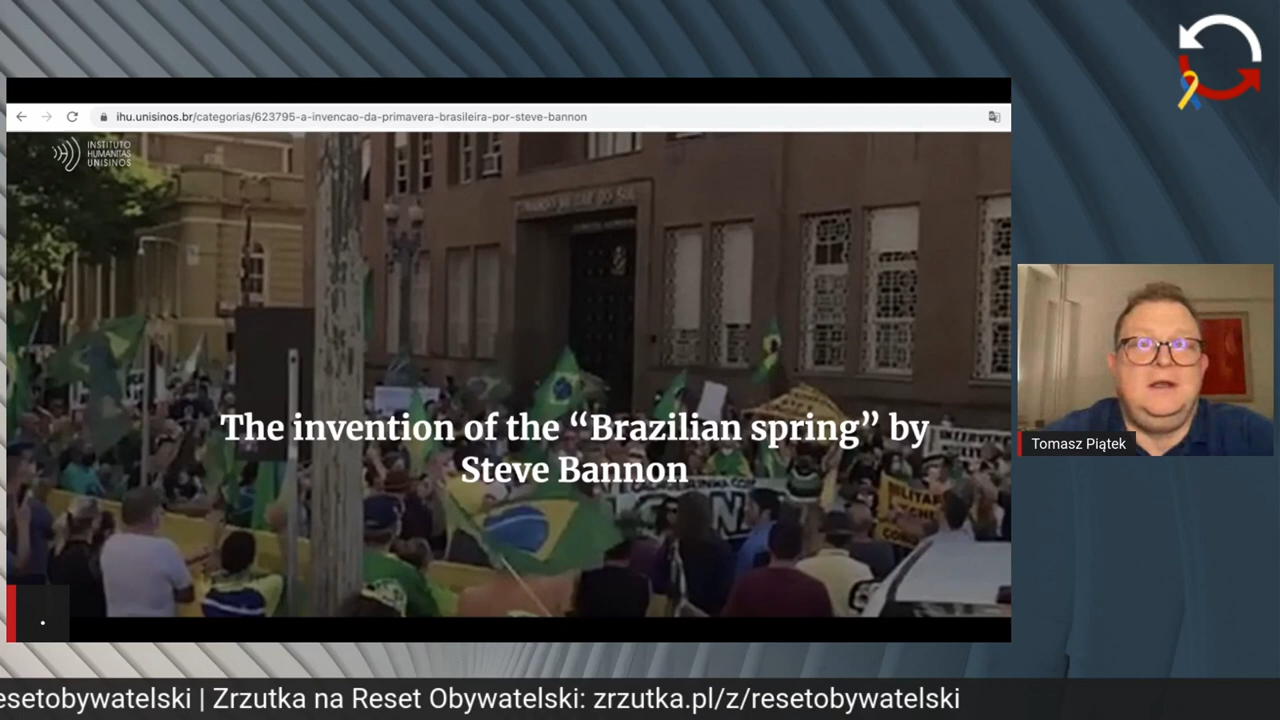 ihu.unisinos.br/categorias/623795-a-invencao-da-primavera-brasileira-por-steve-bannon
INSTITUTO
HUMANITAS
UNISINOS
The invention of the “Brazilian spring” by
Steve Bannon
Tomasz Piątek
.
esetobywatelski | Zrzutka na Reset Obywatelski: zrzutka.pl/z/resetobywatelski